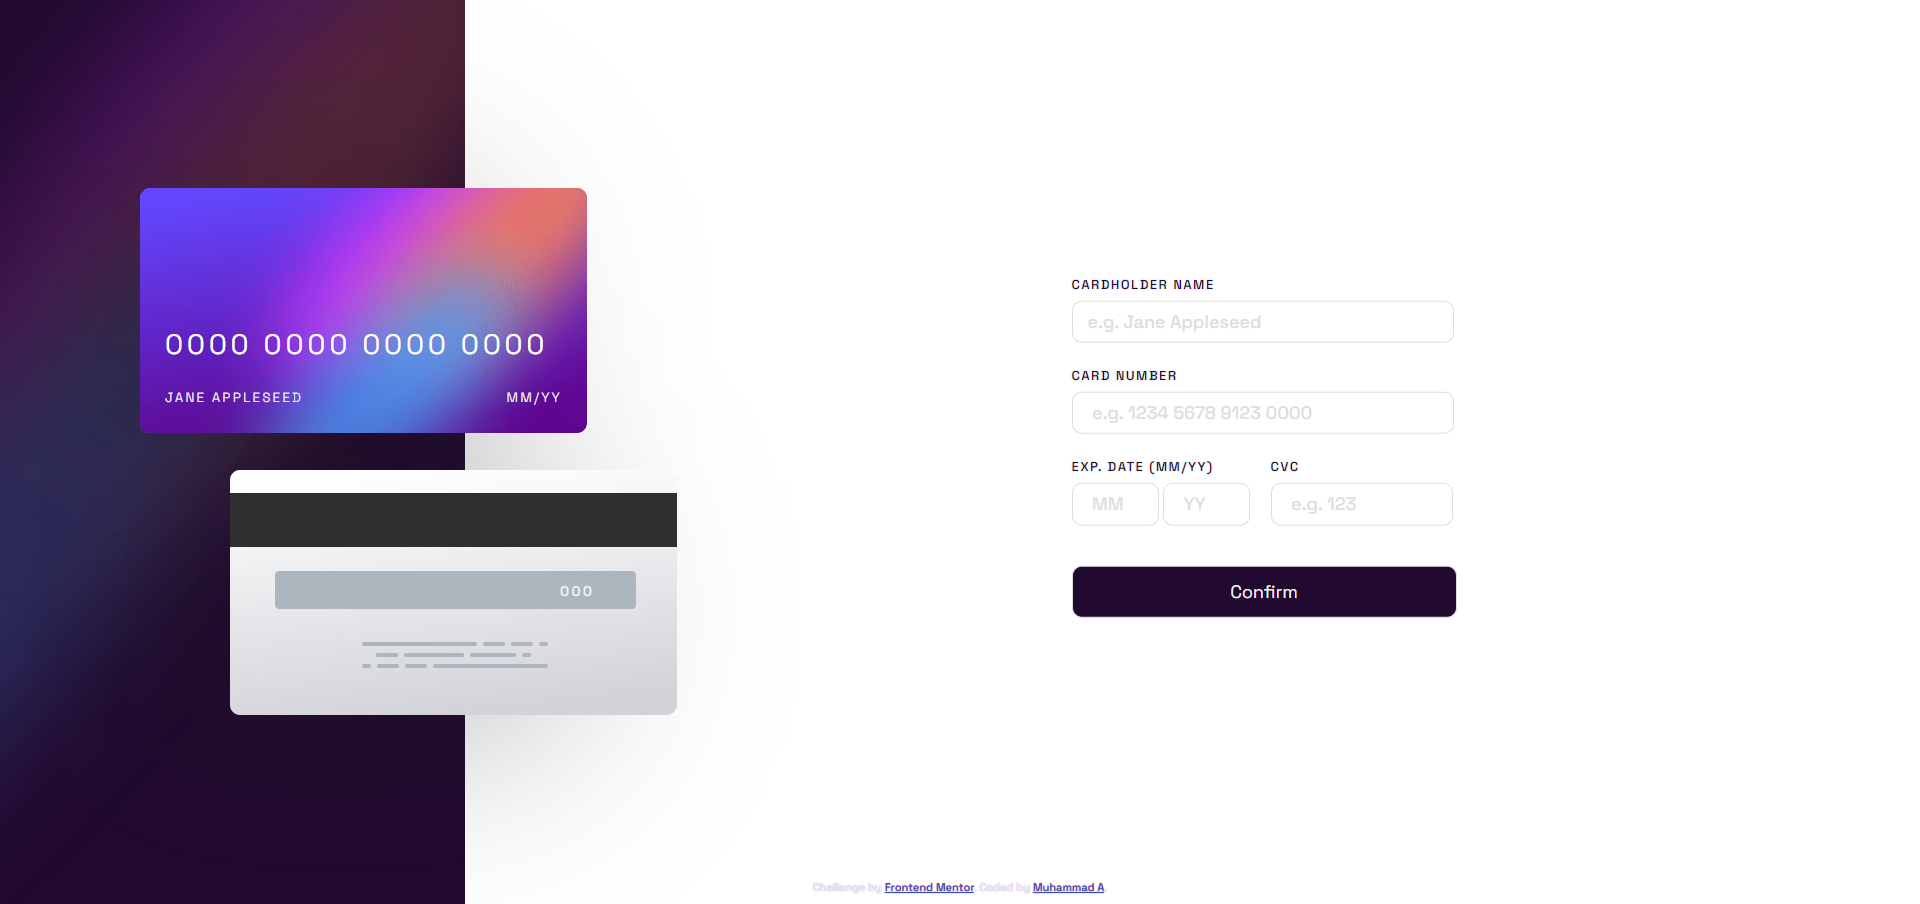 0000 0000 0000 0000
JANE APPLESEED MM/YY
000
CARDHOLDER NAME
e.g. Jane Appleseed
CARD NUMBER
e.g. 1234 5678 9123 0000
EXP. DATE (MM/YY) CVC
MM YY e.g. 123
Confirm
Challenge by Frontend Mentor. Coded by Muhammad A.